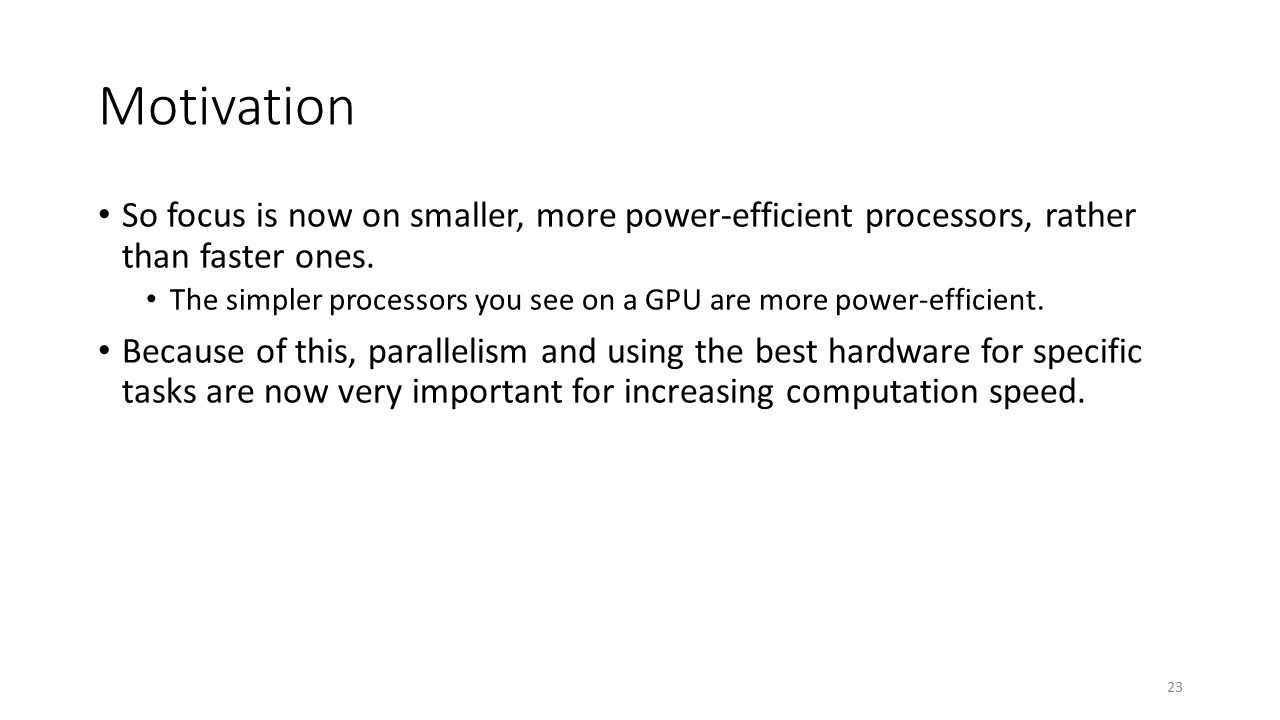 Motivation
• So focus is now on smaller, more power-efficient processors, rather
than faster ones.
• The simpler processors you see on a GPU are more power-efficient.
• Because of this, parallelism and using the best hardware for specific
tasks are now very important for increasing computation speed.
23